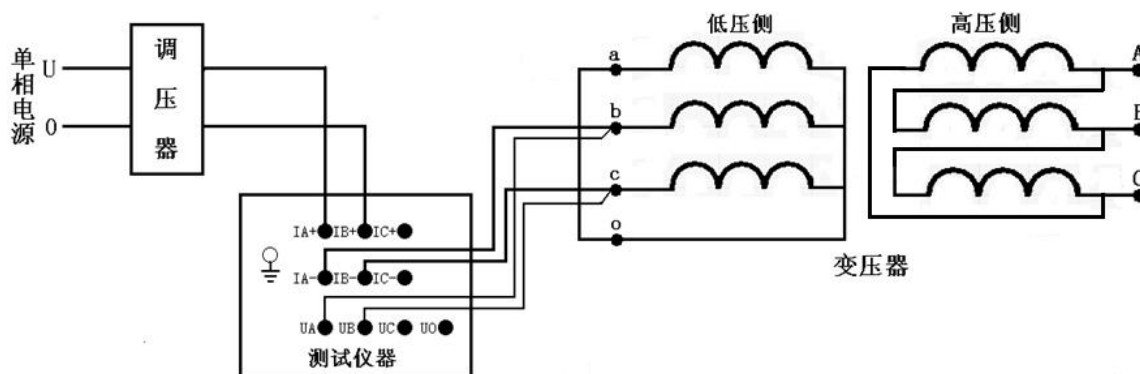 单相电源
U
0
调压器
IA+ IB+ IC+
IA- IB- IC-
UA UB UC UO
测试仪器
低压侧
a
b
c
o
高压侧
A
变压器